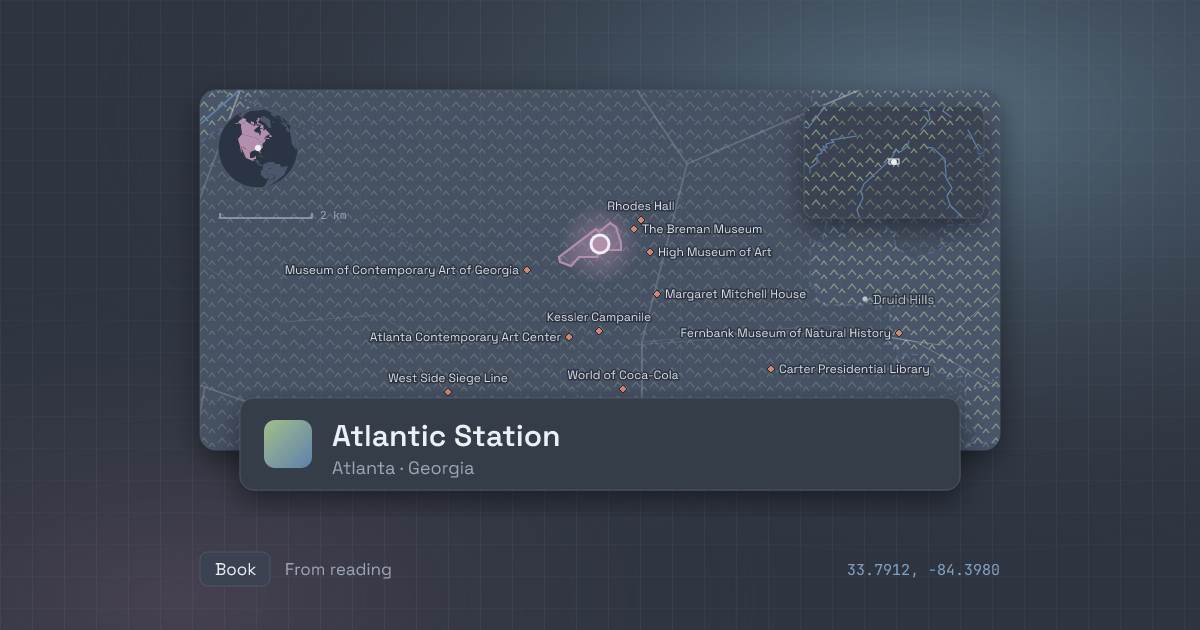 2 km
Rhodes Hall
The Breman Museum
High Museum of Art
Museum of Contemporary Art of Georgia
Margaret Mitchell House
Druid Hills
Kessler Campanile
Atlanta Contemporary Art Center
Fernbank Museum of Natural History
Carter Presidential Library
West Side Siege Line
World of Coca-Cola
Atlantic Station
Atlanta · Georgia
Book
From reading
33.7912, -84.3980